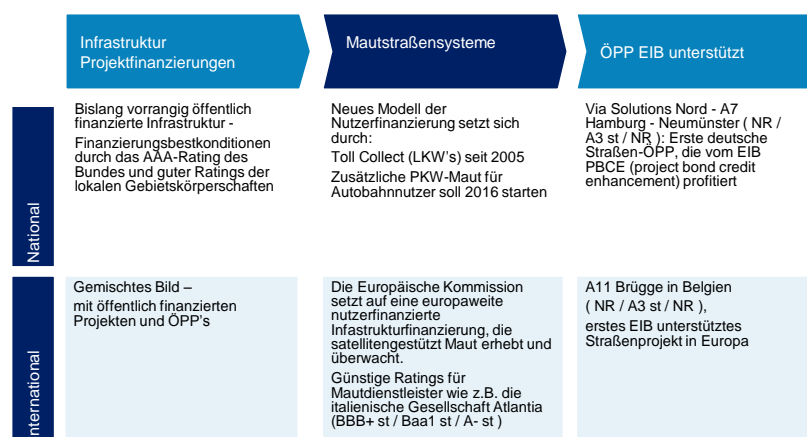 Infrastruktur
Projektfinanzierungen
Mautstraßensysteme
ÖPP EIB unterstützt
National
Bislang vorrangig öffentlich
finanzierte Infrastruktur -
Finanzierungsbestkonditionen
durch das AAA-Rating des
Bundes und guter Ratings der
lokalen Gebietskörperschaften
Neues Modell der
Nutzerfinanzierung setzt sich
durch:
Toll Collect (LKW's) seit 2005
Zusätzliche PKW-Maut für
Autobahnnutzer soll 2016 starten
Via Solutions Nord - A7
Hamburg - Neumünster ( NR /
A3 st / NR ): Erste deutsche
Straßen-ÖPP, die vom EIB
PBCE (project bond credit
enhancement) profitiert
nternational
Gemischtes Bild –
mit öffentlich finanzierten
Projekten und ÖPP's
Die Europäische Kommission
setzt auf eine europaweite
nutzerfinanzierte
Infastrukturfinanzierung, die
satellitengestützt Maut erhebt und
überwacht.
Günstige Ratings für
Mautdienstleister wie z.B. die
italienische Gesellschaft Atlantia
(BBB+ st / Baa1 st / A- st )
A11 Brügge in Belgien
( NR / A3 st / NR ),
erstes EIB unterstütztes
Straßenprojekt in Europa